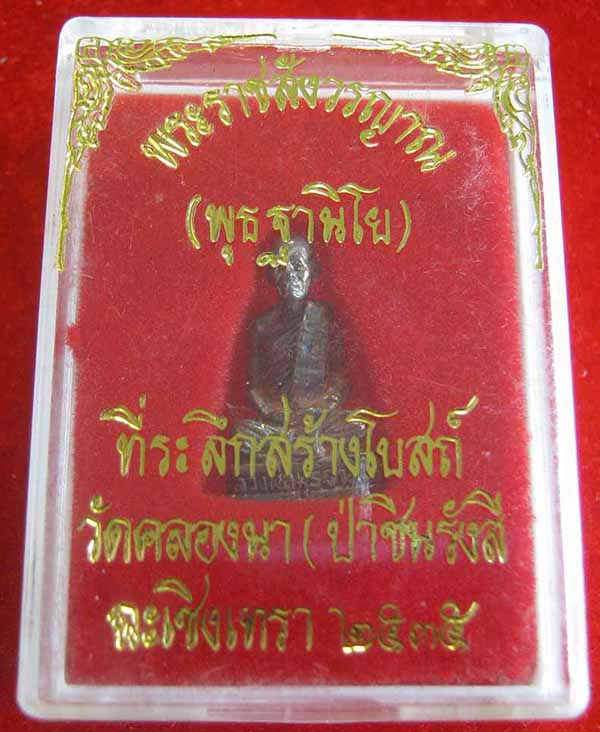 พระราชสังวรญาณ
(พุธฐานิโย)
ที่ระลึกสร้างโบสถ์
วัดคลองนา (ป่าชินรังสี
ฉะเชิงเทรา ๒๕๓๕